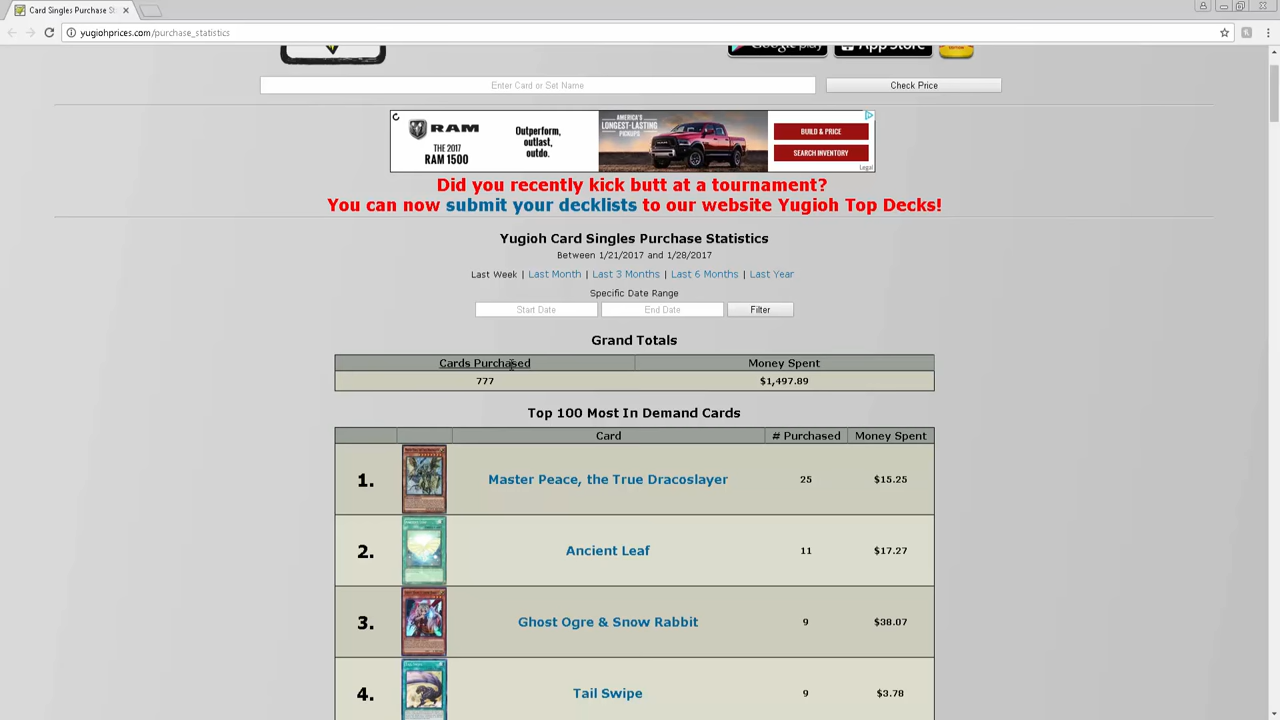 Card Singles Purchase St
yugiohprices.com/purchase_statistics
Google play
App Store
Enter Card or Set Name
Check Price
RAM
THE 2017
RAM 1500
Outperform,
outlast,
outdo.
AMERICA'S
LONGEST-LASTING
PICKUPS
BUILD & PRICE
SEARCH INVENTORY
Legal
Did you recently kick butt at a tournament?
You can now submit your decklists to our website Yugioh Top Decks!
Yugioh Card Singles Purchase Statistics
Between 1/21/2017 and 1/28/2017
Last Week | Last Month | Last 3 Months | Last 6 Months | Last Year
Specific Date Range
Start Date
End Date
Filter
Grand Totals
Cards Purchased
Money Spent
777
$1,497.89
Top 100 Most In Demand Cards
Card
# Purchased
Money Spent
1.
Master Peace, the True Dracoslayer
25
$15.25
2.
Ancient Leaf
11
$17.27
3.
Ghost Ogre & Snow Rabbit
9
$38.07
4.
Tail Swipe
9
$3.78